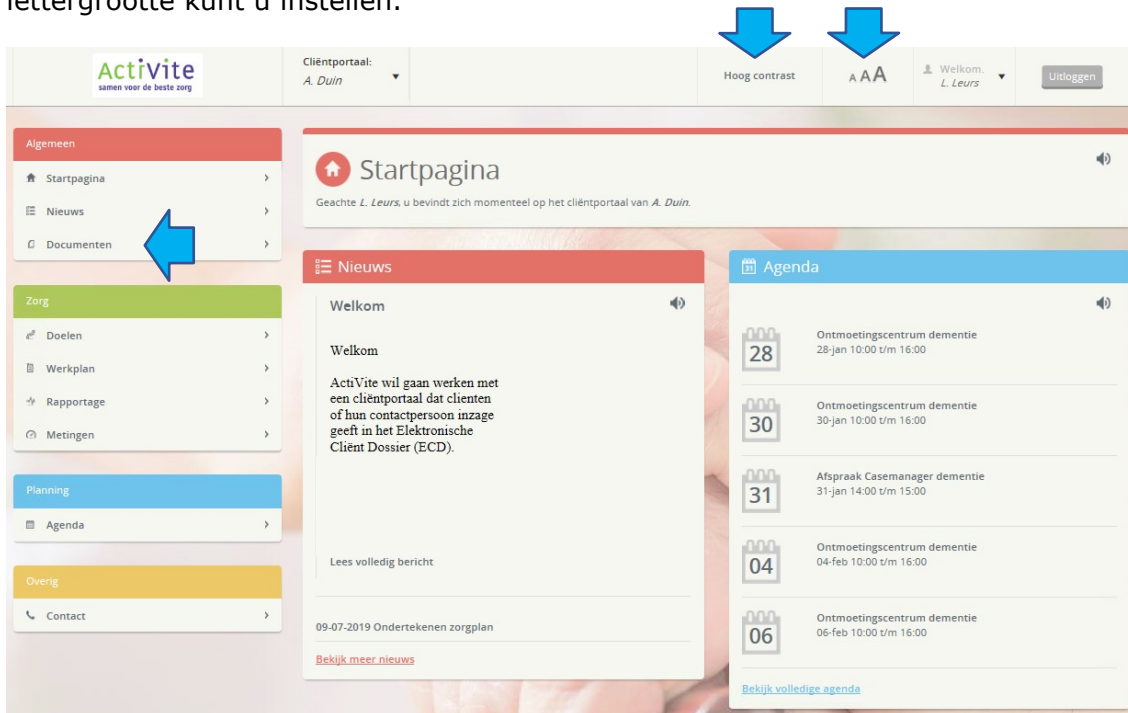 lettergrootte kunt u instellen.
ActiVite
samen voor de beste zorg
Cliëntportaal:
A. Duin
Hoog contrast
A A A
Welkom.
L. Leurs
Uitloggen
Algemeen
Startpagina
Nieuws
Documenten
Zorg
Doelen
Werkplan
Rapportage
Metingen
Planning
Agenda
Overig
Contact
Startpagina
Geachte L. Leurs, u bevindt zich momenteel op het cliëntportaal van A. Duin.
Nieuws
Welkom
Welkom
ActiVite wil gaan werken met
een cliëntportaal dat clienten
of hun contactpersoon inzage
geeft in het Elektronische
Cliënt Dossier (ECD).
Lees volledig bericht
09-07-2019 Ondertekenen zorgplan
Bekijk meer nieuws
31 Agenda
28
Ontmoetingscentrum dementie
28-jan 10:00 t/m 16:00
30
Ontmoetingscentrum dementie
30-jan 10:00 t/m 16:00
31
Afspraak Casemanager dementie
31-jan 14:00 t/m 15:00
04
Ontmoetingscentrum dementie
04-feb 10:00 t/m 16:00
06
Ontmoetingscentrum dementie
06-feb 10:00 t/m 16:00
Bekijk volledige agenda